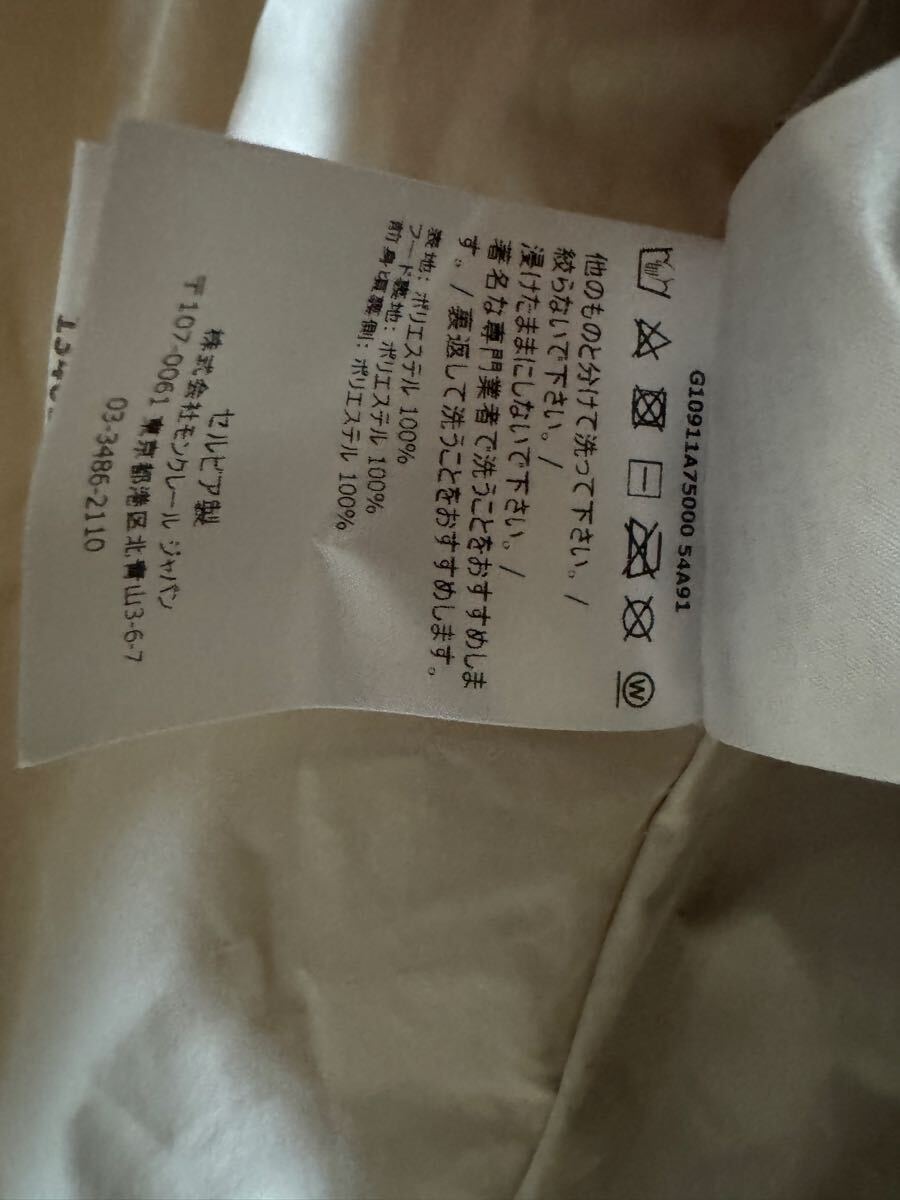 G10911A75000 54A91
W
他のものと分けて洗って下さい。/
絞らないで下さい。/
浸けたままにしないで下さい。/
著名な専門業者で洗うことをおすすめしま
す。/ 裏返して洗うことをおすすめします。
表地: ポリエステル 100%
フード裏地: ポリエステル 100%
前身頃裏側: ポリエステル 100%
セルビア製
株式会社モンクレール ジャパン
〒107-0061 東京都港区北青山3-6-7
03-3486-2110